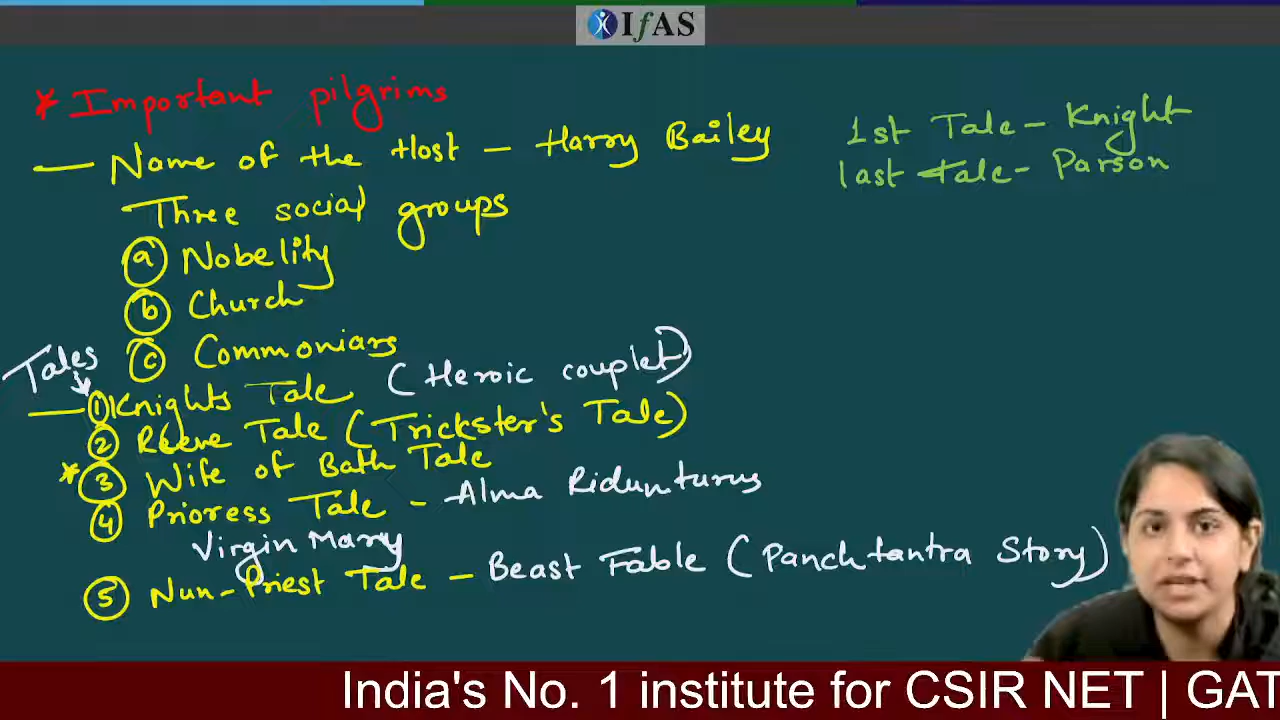 IfAS
* Important pilgrims
— Name of the Host - Harry Bailey
1st Tale - Knight
last Tale - Parson
Three social groups
(a) Nobelity
(b) Church
(c) Commoniars
Tales
— 1 Knights Tale (Heroic couplet)
2 Reeve Tale (Trickster's Tale)
* 3 Wife of Bath Tale
4 Prioress Tale - Alma Ridumturus
Virgin Marry
5 Nun-Priest Tale - Beast Fable (Panchtantra Story)
India's No. 1 institute for CSIR NET | GAT